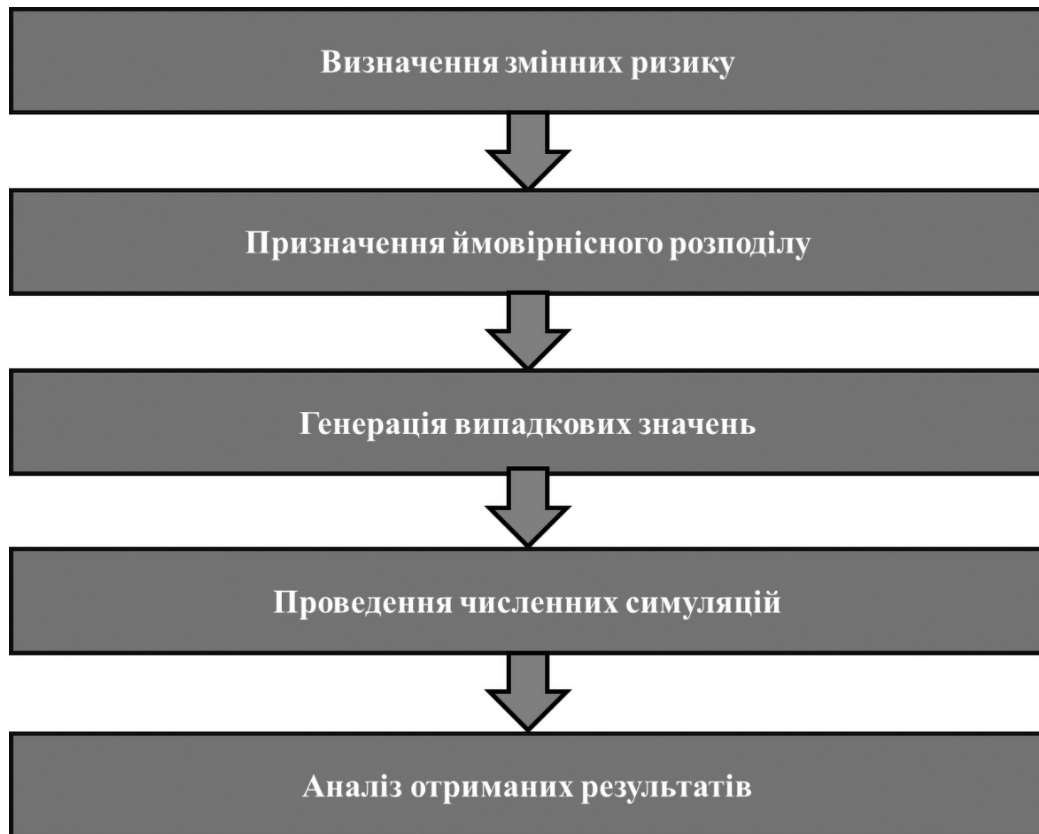 Визначення змінних ризику
Призначення ймовірнісного розподілу
Генерація випадкових значень
Проведення численних симуляцій
Аналіз отриманих результатів